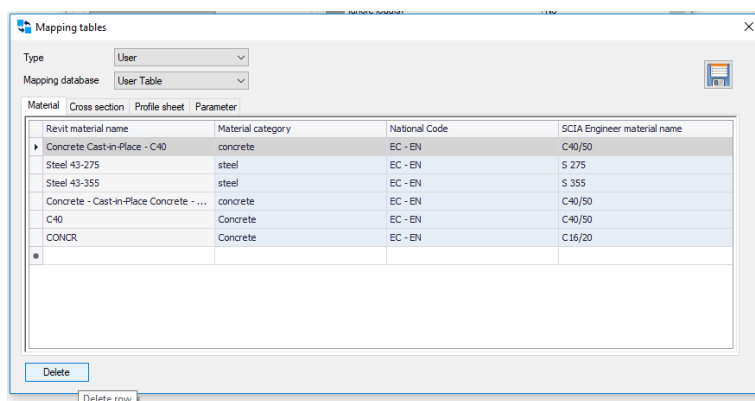 Mapping tables
Type User
Mapping database User Table
Material Cross section Profile sheet Parameter
Revit material name Material category National Code SCIA Engineer material name
Concrete Cast-in-Place - C40 concrete EC - EN C40/50
Steel 43-275 steel EC - EN S 275
Steel 43-355 steel EC - EN S 355
Concrete - Cast-in-Place Concrete - ... concrete EC - EN C40/50
C40 Concrete EC - EN C40/50
CONCR Concrete EC - EN C16/20
Delete
Delete row